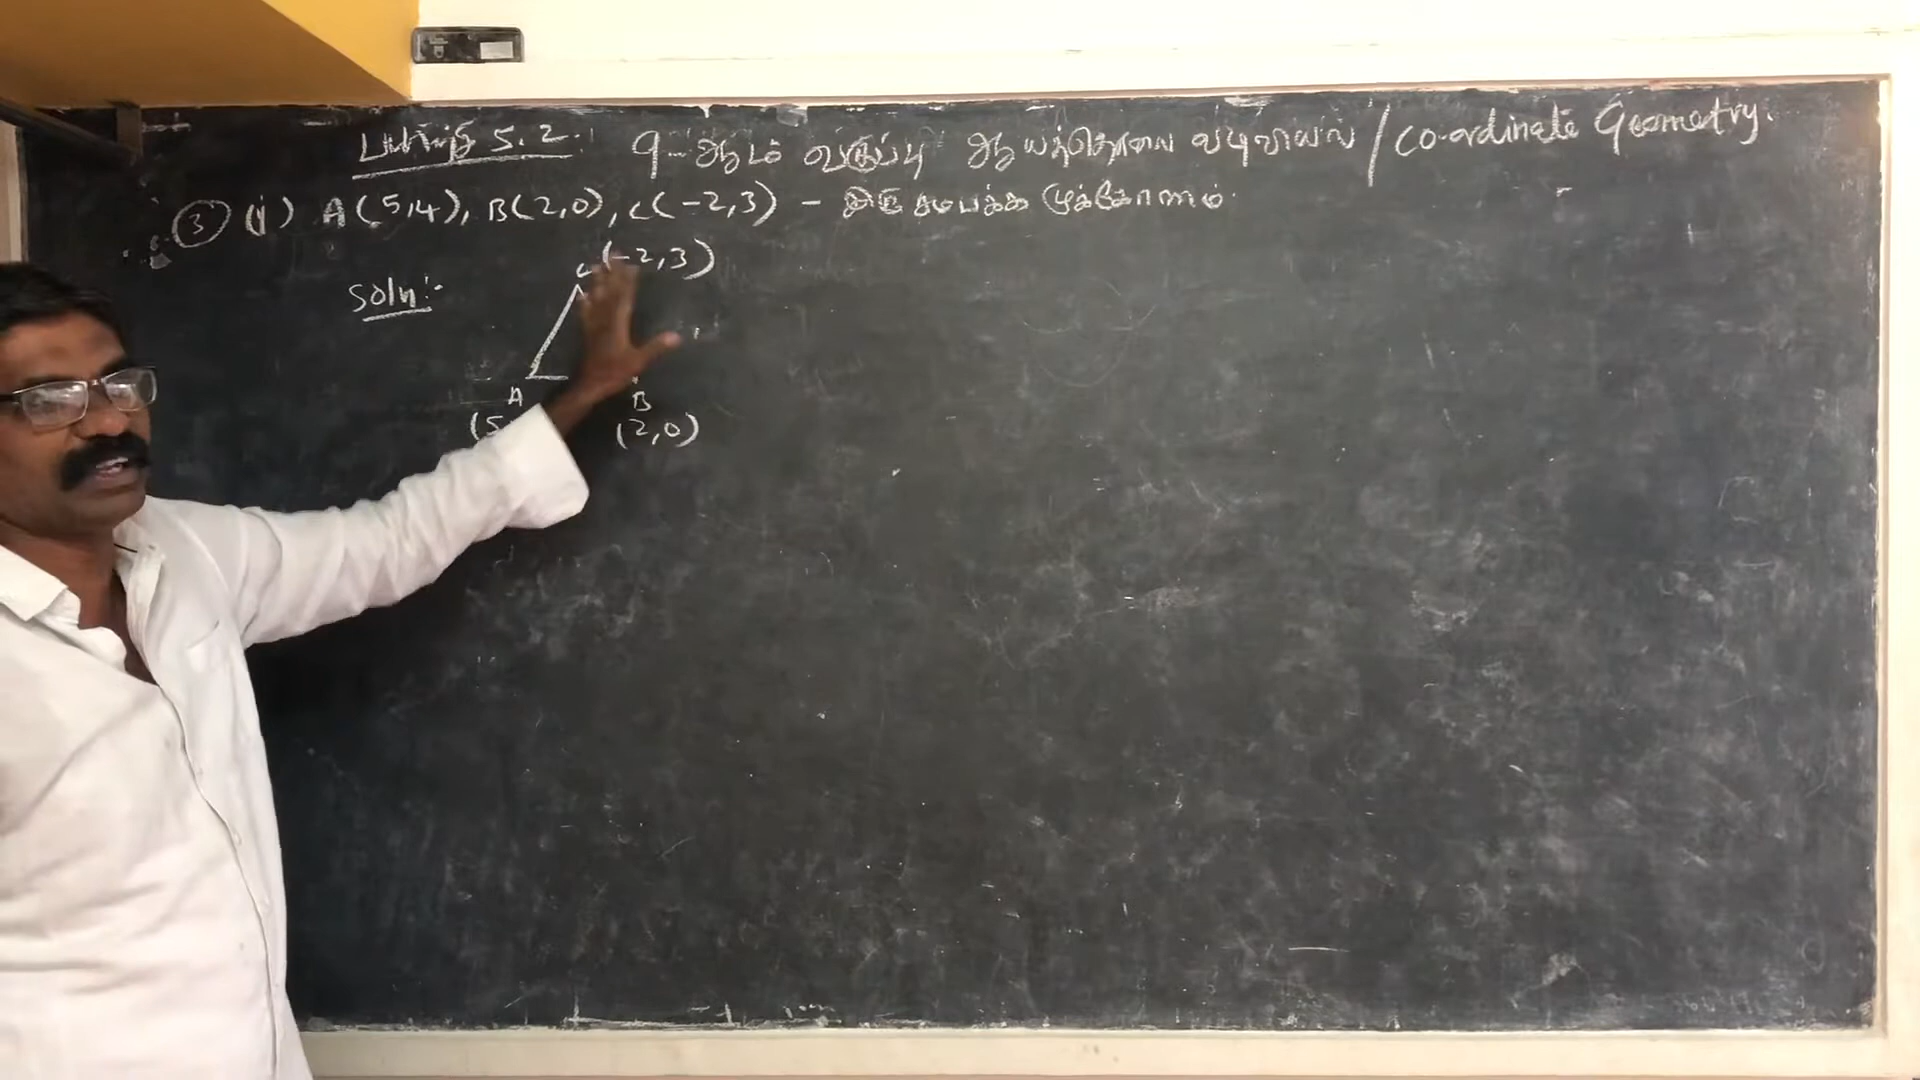 பயிற்சி 5.2. 9-ஆம் வகுப்பு ஆயத்தொலை வடிவியல் / Co-ordinate Geometry.
③ (i) A(5,4), B(2,0), C(-2,3) - இருசமபக்க முக்கோணம்.
C(-2,3)
Soln:-
A B
(5 (2,0)